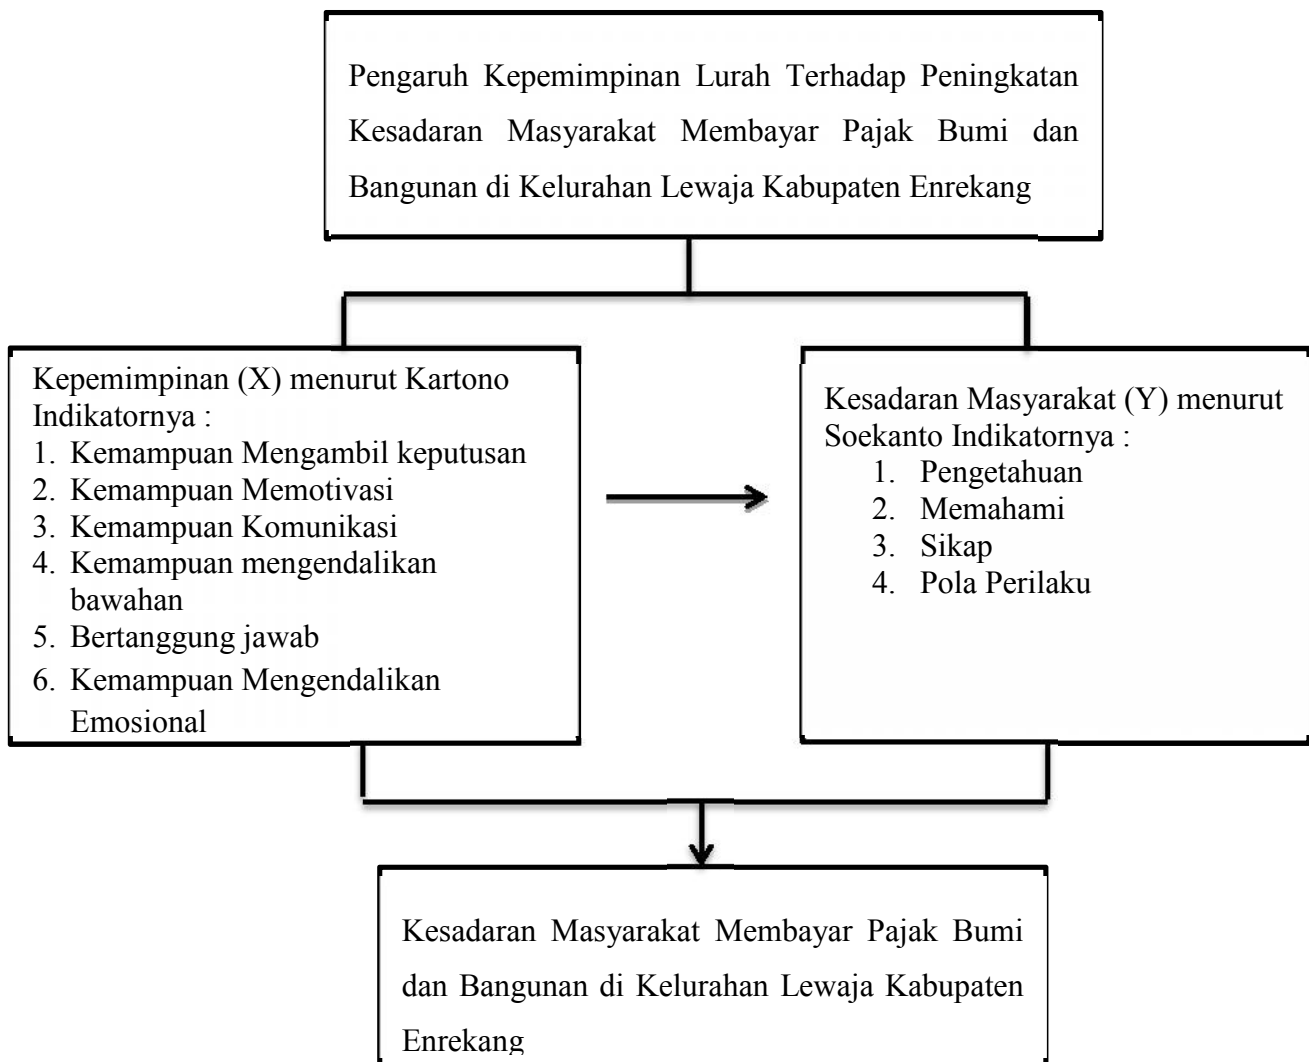 Pengaruh Kepemimpinan Lurah Terhadap Peningkatan
Kesadaran Masyarakat Membayar Pajak Bumi dan
Bangunan di Kelurahan Lewaja Kabupaten Enrekang
Kepemimpinan (X) menurut Kartono
Indikatornya :
1. Kemampuan Mengambil keputusan
2. Kemampuan Memotivasi
3. Kemampuan Komunikasi
4. Kemampuan mengendalikan
bawahan
5. Bertanggung jawab
6. Kemampuan Mengendalikan
Emosional
Kesadaran Masyarakat (Y) menurut
Soekanto Indikatornya :
1. Pengetahuan
2. Memahami
3. Sikap
4. Pola Perilaku
Kesadaran Masyarakat Membayar Pajak Bumi
dan Bangunan di Kelurahan Lewaja Kabupaten
Enrekang